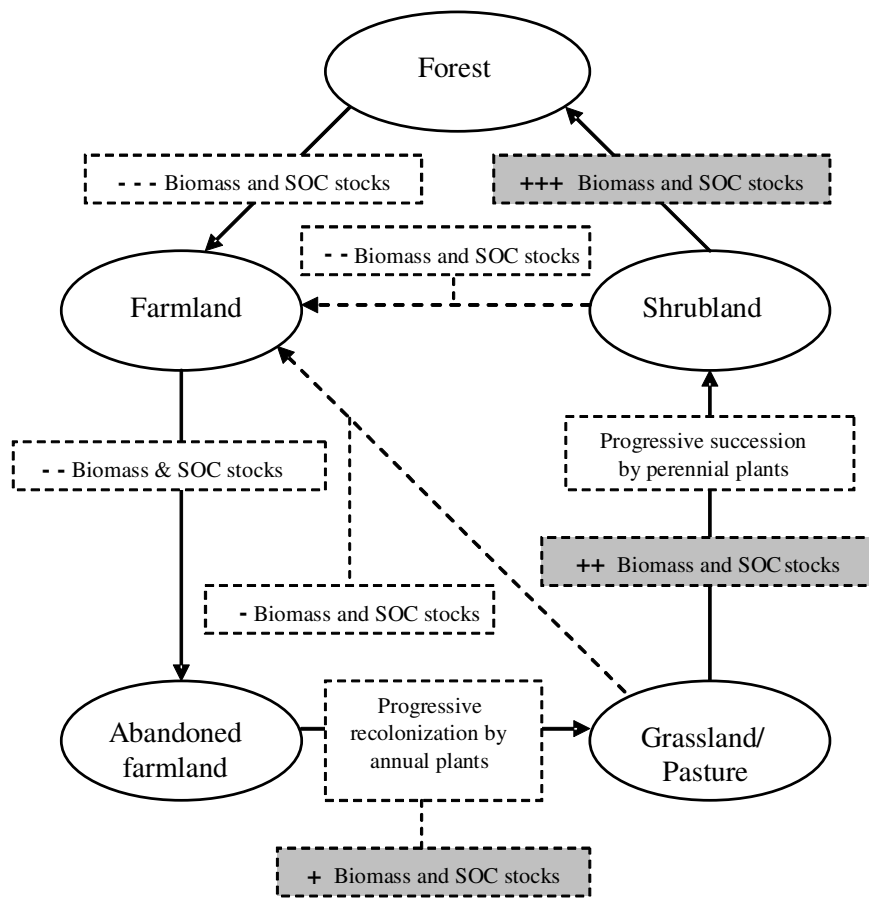 Forest
- - - Biomass and SOC stocks
+++ Biomass and SOC stocks
- - Biomass and SOC stocks
Farmland
Shrubland
Progressive succession
by perennial plants
- - Biomass & SOC stocks
++ Biomass and SOC stocks
- Biomass and SOC stocks
Abandoned
farmland
Progressive
recolonization by
annual plants
Grassland/
Pasture
+ Biomass and SOC stocks